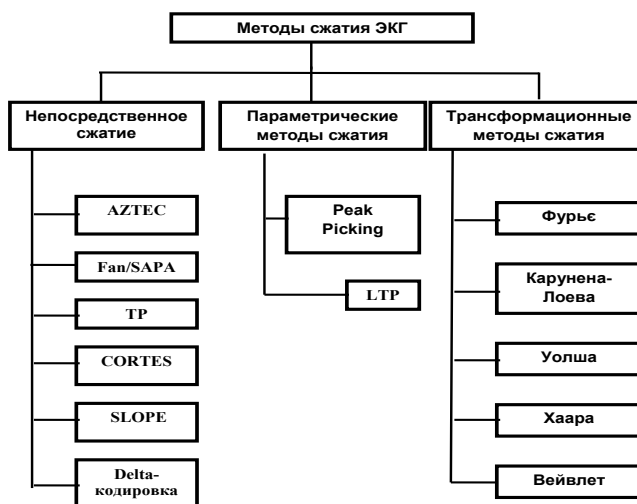 Методы сжатия ЭКГ
Непосредственное
сжатие
AZTEC
Fan/SAPA
TP
CORTES
SLOPE
Delta-
кодировка
Параметрические
методы сжатия
Peak
Picking
LTP
Трансформационные
методы сжатия
Фурьє
Карунена-
Лоева
Уолша
Хаара
Вейвлет